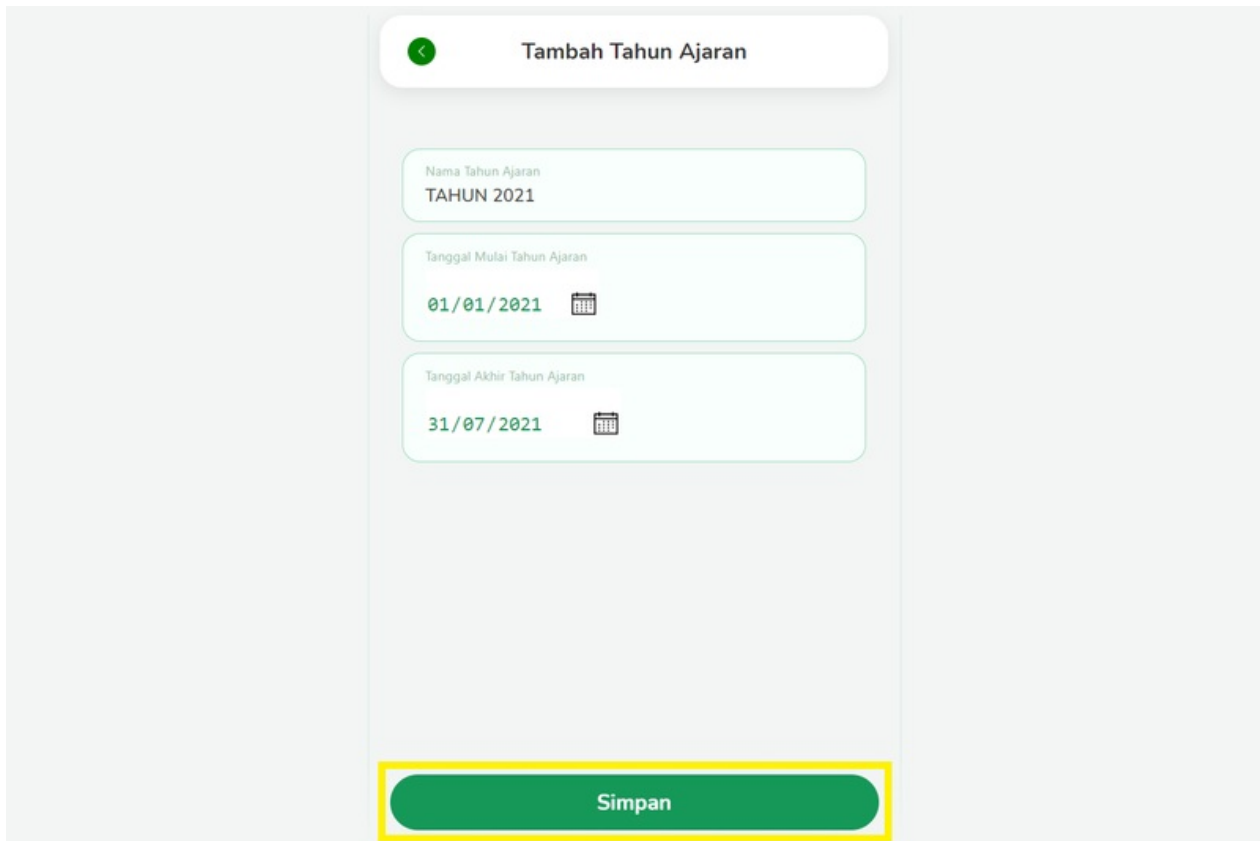 Tambah Tahun Ajaran
Nama Tahun Ajaran
TAHUN 2021
Tanggal Mulai Tahun Ajaran
01/01/2021
Tanggal Akhir Tahun Ajaran
31/07/2021
Simpan